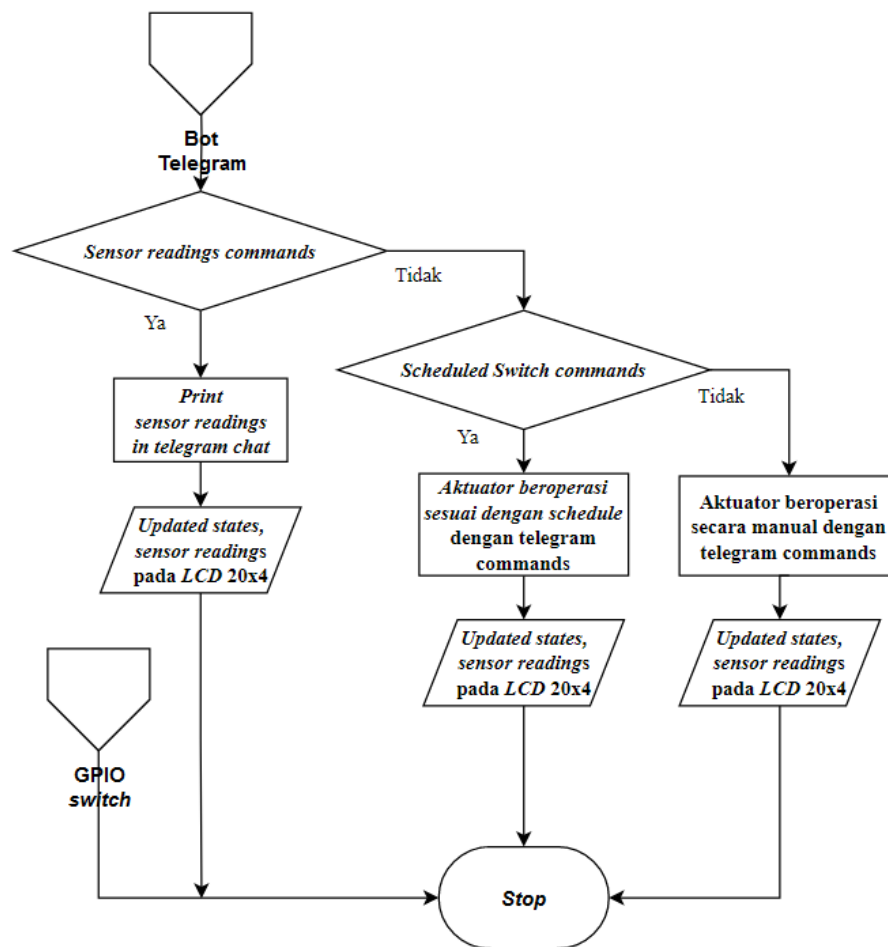 Bot
Telegram
Sensor readings commands
Tidak
Ya
Scheduled Switch commands
Tidak
Ya
Print
sensor readings
in telegram chat
Aktuator beroperasi
sesuai dengan schedule
dengan telegram
commands
Aktuator beroperasi
secara manual dengan
telegram commands
Updated states,
sensor readings
pada LCD 20x4
Updated states,
sensor readings
pada LCD 20x4
Updated states,
sensor readings
pada LCD 20x4
GPIO
switch
Stop